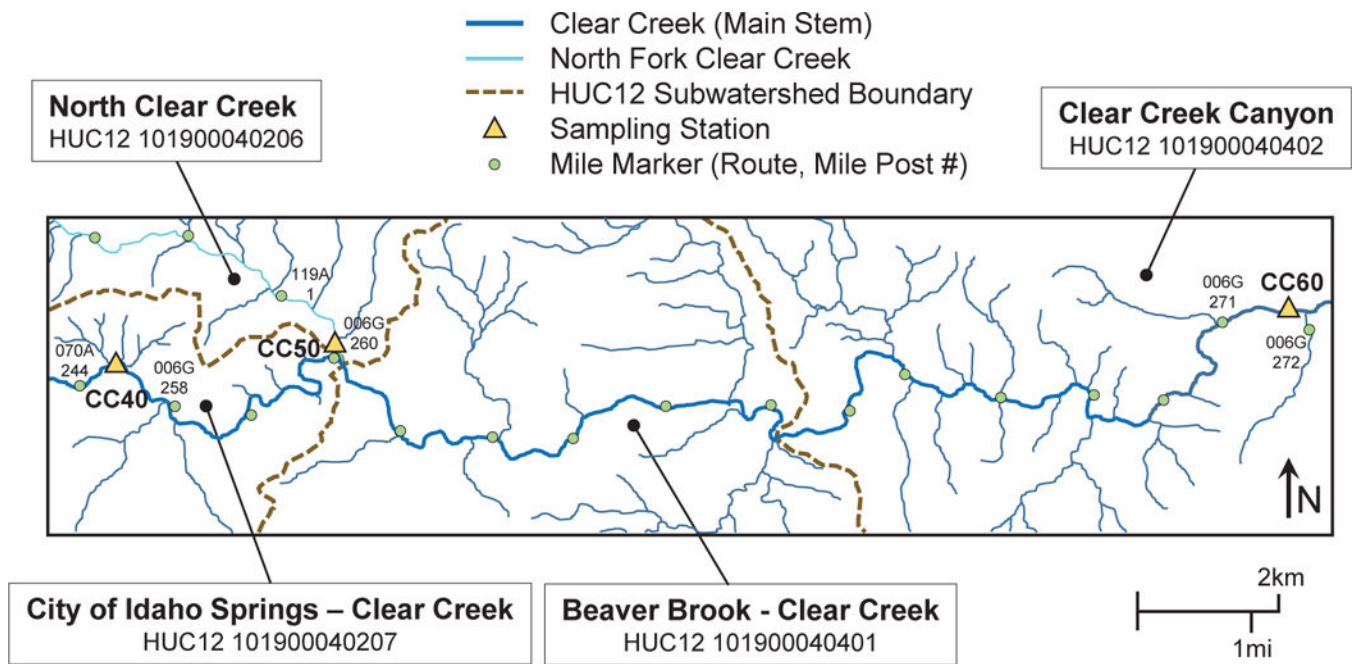 Clear Creek (Main Stem)
North Fork Clear Creek
HUC12 Subwatershed Boundary
Sampling Station
Mile Marker (Route, Mile Post #)
North Clear Creek
HUC12 101900040206
Clear Creek Canyon
HUC12 101900040402
119A
1
006G
260
CC50
070A
244
CC40
006G
258
006G
271
CC60
006G
272
N
City of Idaho Springs – Clear Creek
HUC12 101900040207
Beaver Brook - Clear Creek
HUC12 101900040401
2km
1mi